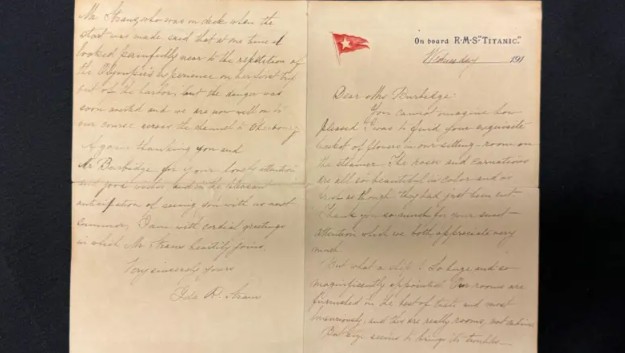 On board R·M·S· "TITANIC."
Wednesday 191
Dear Mrs Burbidge
You cannot imagine how
pleased I was to find your exquisite
basket of flowers in our sitting-room on
the steamer. The roses and carnations
are all so beautiful in color and as
fresh as though they had just been cut.
Thank you so much for your sweet
attention which we both appreciate very
much.
But what a ship! So huge and so
magnificently appointed. Our rooms are
furnished in the best of taste and most
luxuriously and they are really rooms, not cabins.
But size seems to bring its troubles—
Mr Straus, who was on deck when the
start was made said that at one time it
looked painfully near to the repetition of
the Olympic's experience on her first trip
out of the harbor, but the danger was
soon averted and we are now well on to
our course across the channel to Cherbourg
Again thanking you and
Mr Burbidge for your lovely attention
and good wishes and in the pleasant
anticipation of seeing you with us next
summer, I am with cordial greetings
in which Mr Straus heartily joins
Very sincerely yours
Ida R. Straus